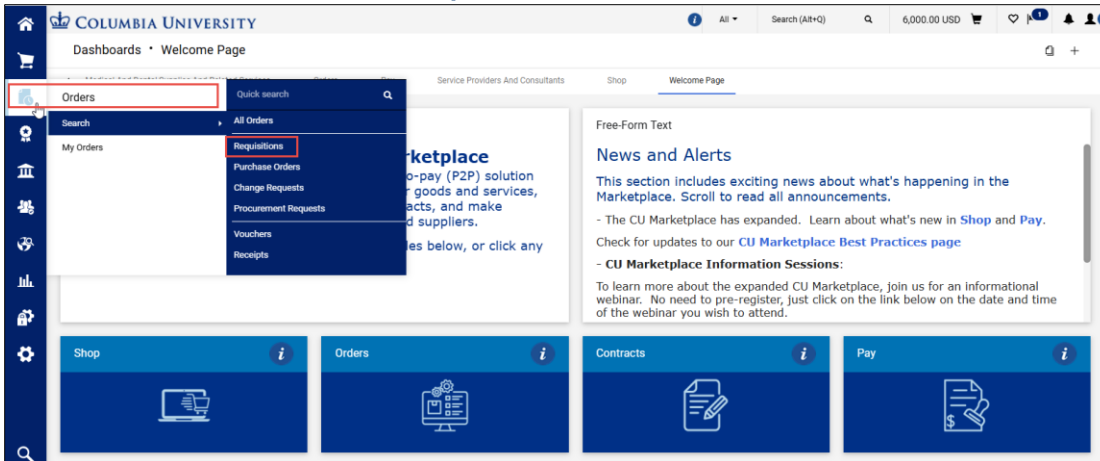 COLUMBIA UNIVERSITY
All
Search (Alt+Q)
6,000.00 USD
1
Dashboards • Welcome Page
Service Providers And Consultants
Shop
Welcome Page
Orders
Search
My Orders
Quick search
All Orders
Requisitions
Purchase Orders
Change Requests
Procurement Requests
Vouchers
Receipts
ketplace
o-pay (P2P) solution
goods and services,
acts, and make
d suppliers.
les below, or click any
Free-Form Text
News and Alerts
This section includes exciting news about what's happening in the
Marketplace. Scroll to read all announcements.
- The CU Marketplace has expanded. Learn about what's new in Shop and Pay.
Check for updates to our CU Marketplace Best Practices page
- CU Marketplace Information Sessions:
To learn more about the expanded CU Marketplace, join us for an informational
webinar. No need to pre-register, just click on the link below on the date and time
of the webinar you wish to attend.
Shop
Orders
Contracts
Pay